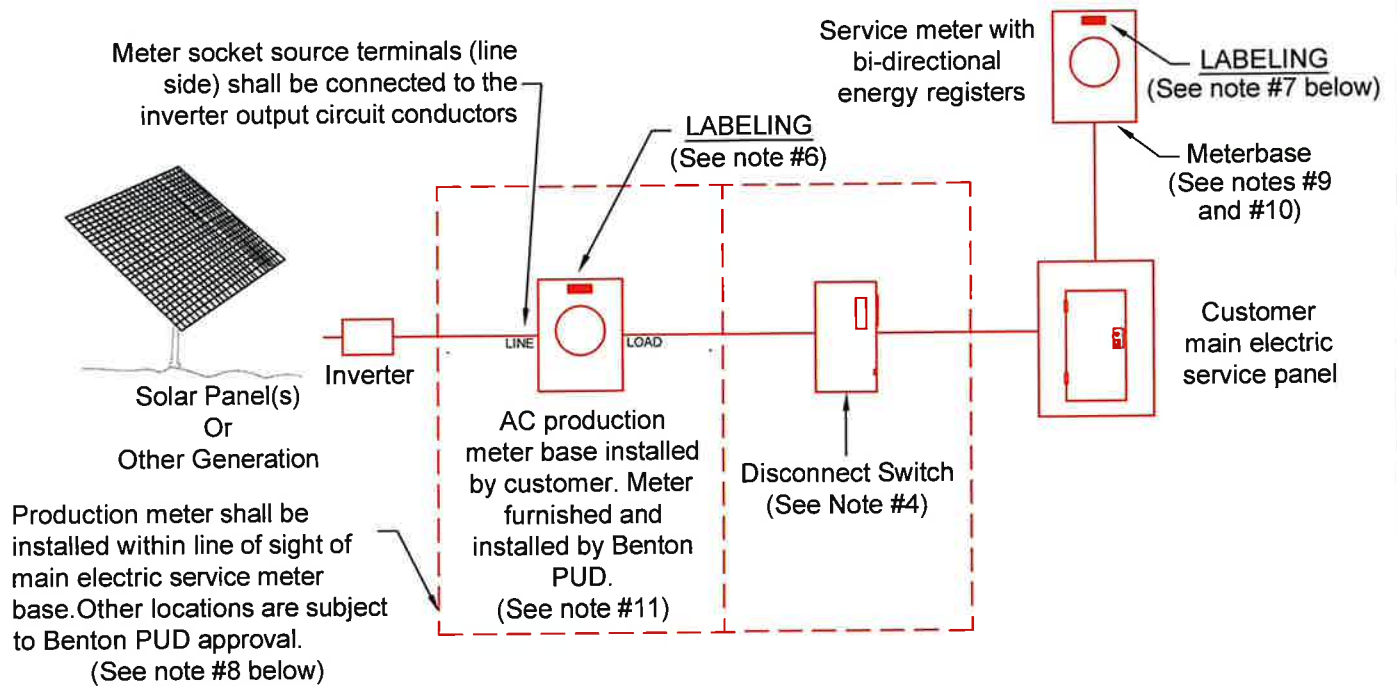 Meter socket source terminals (line
side) shall be connected to the
inverter output circuit conductors
LABELING
(See note #6)
Service meter with
bi-directional
energy registers
LABELING
(See note #7 below)
Meterbase
(See notes #9
and #10)
Solar Panel(s)
Or
Other Generation
Inverter
LINE
LOAD
AC production
meter base installed
by customer. Meter
furnished and
installed by Benton
PUD.
(See note #11)
Disconnect Switch
(See Note #4)
Customer
main electric
service panel
Production meter shall be
installed within line of sight of
main electric service meter
base.Other locations are subject
to Benton PUD approval.
(See note #8 below)